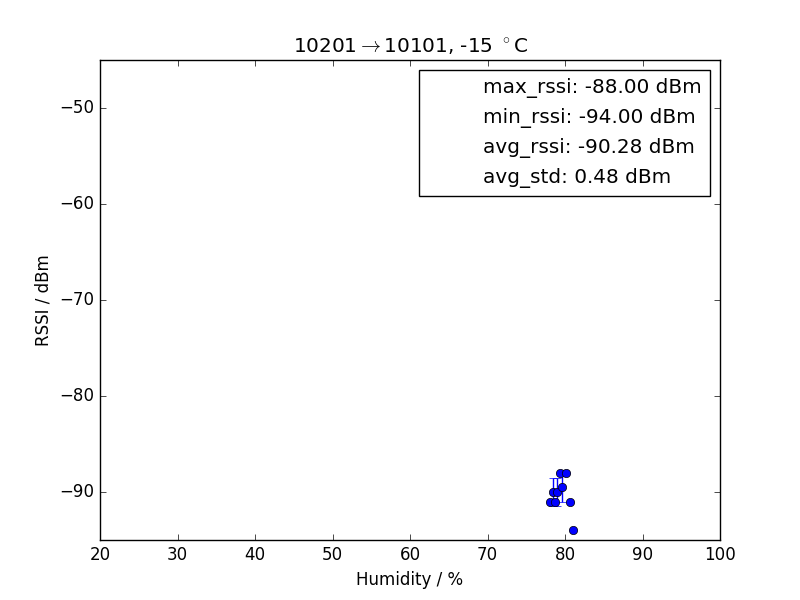 10201→10101, -15 °C
max_rssi: -88.00 dBm
min_rssi: -94.00 dBm
avg_rssi: -90.28 dBm
avg_std: 0.48 dBm
RSSI / dBm
−50
−60
−70
−80
−90
20 30 40 50 60 70 80 90 100
Humidity / %